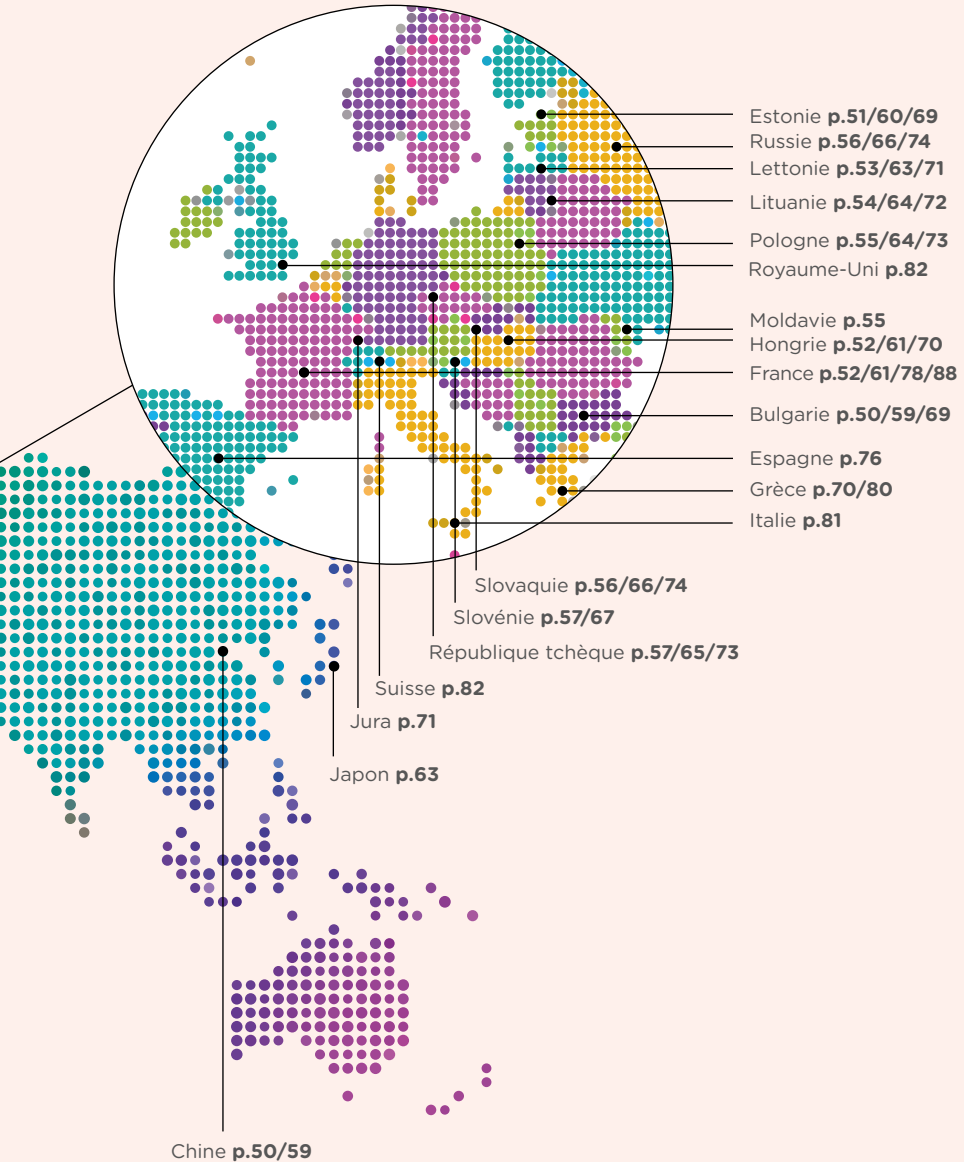 Estonie p.51/60/69
Russie p.56/66/74
Lettonie p.53/63/71
Lituanie p.54/64/72
Pologne p.55/64/73
Royaume-Uni p.82
Moldavie p.55
Hongrie p.52/61/70
France p.52/61/78/88
Bulgarie p.50/59/69
Espagne p.76
Grèce p.70/80
Italie p.81
Slovaquie p.56/66/74
Slovénie p.57/67
République tchèque p.57/65/73
Suisse p.82
Jura p.71
Japon p.63
Chine p.50/59